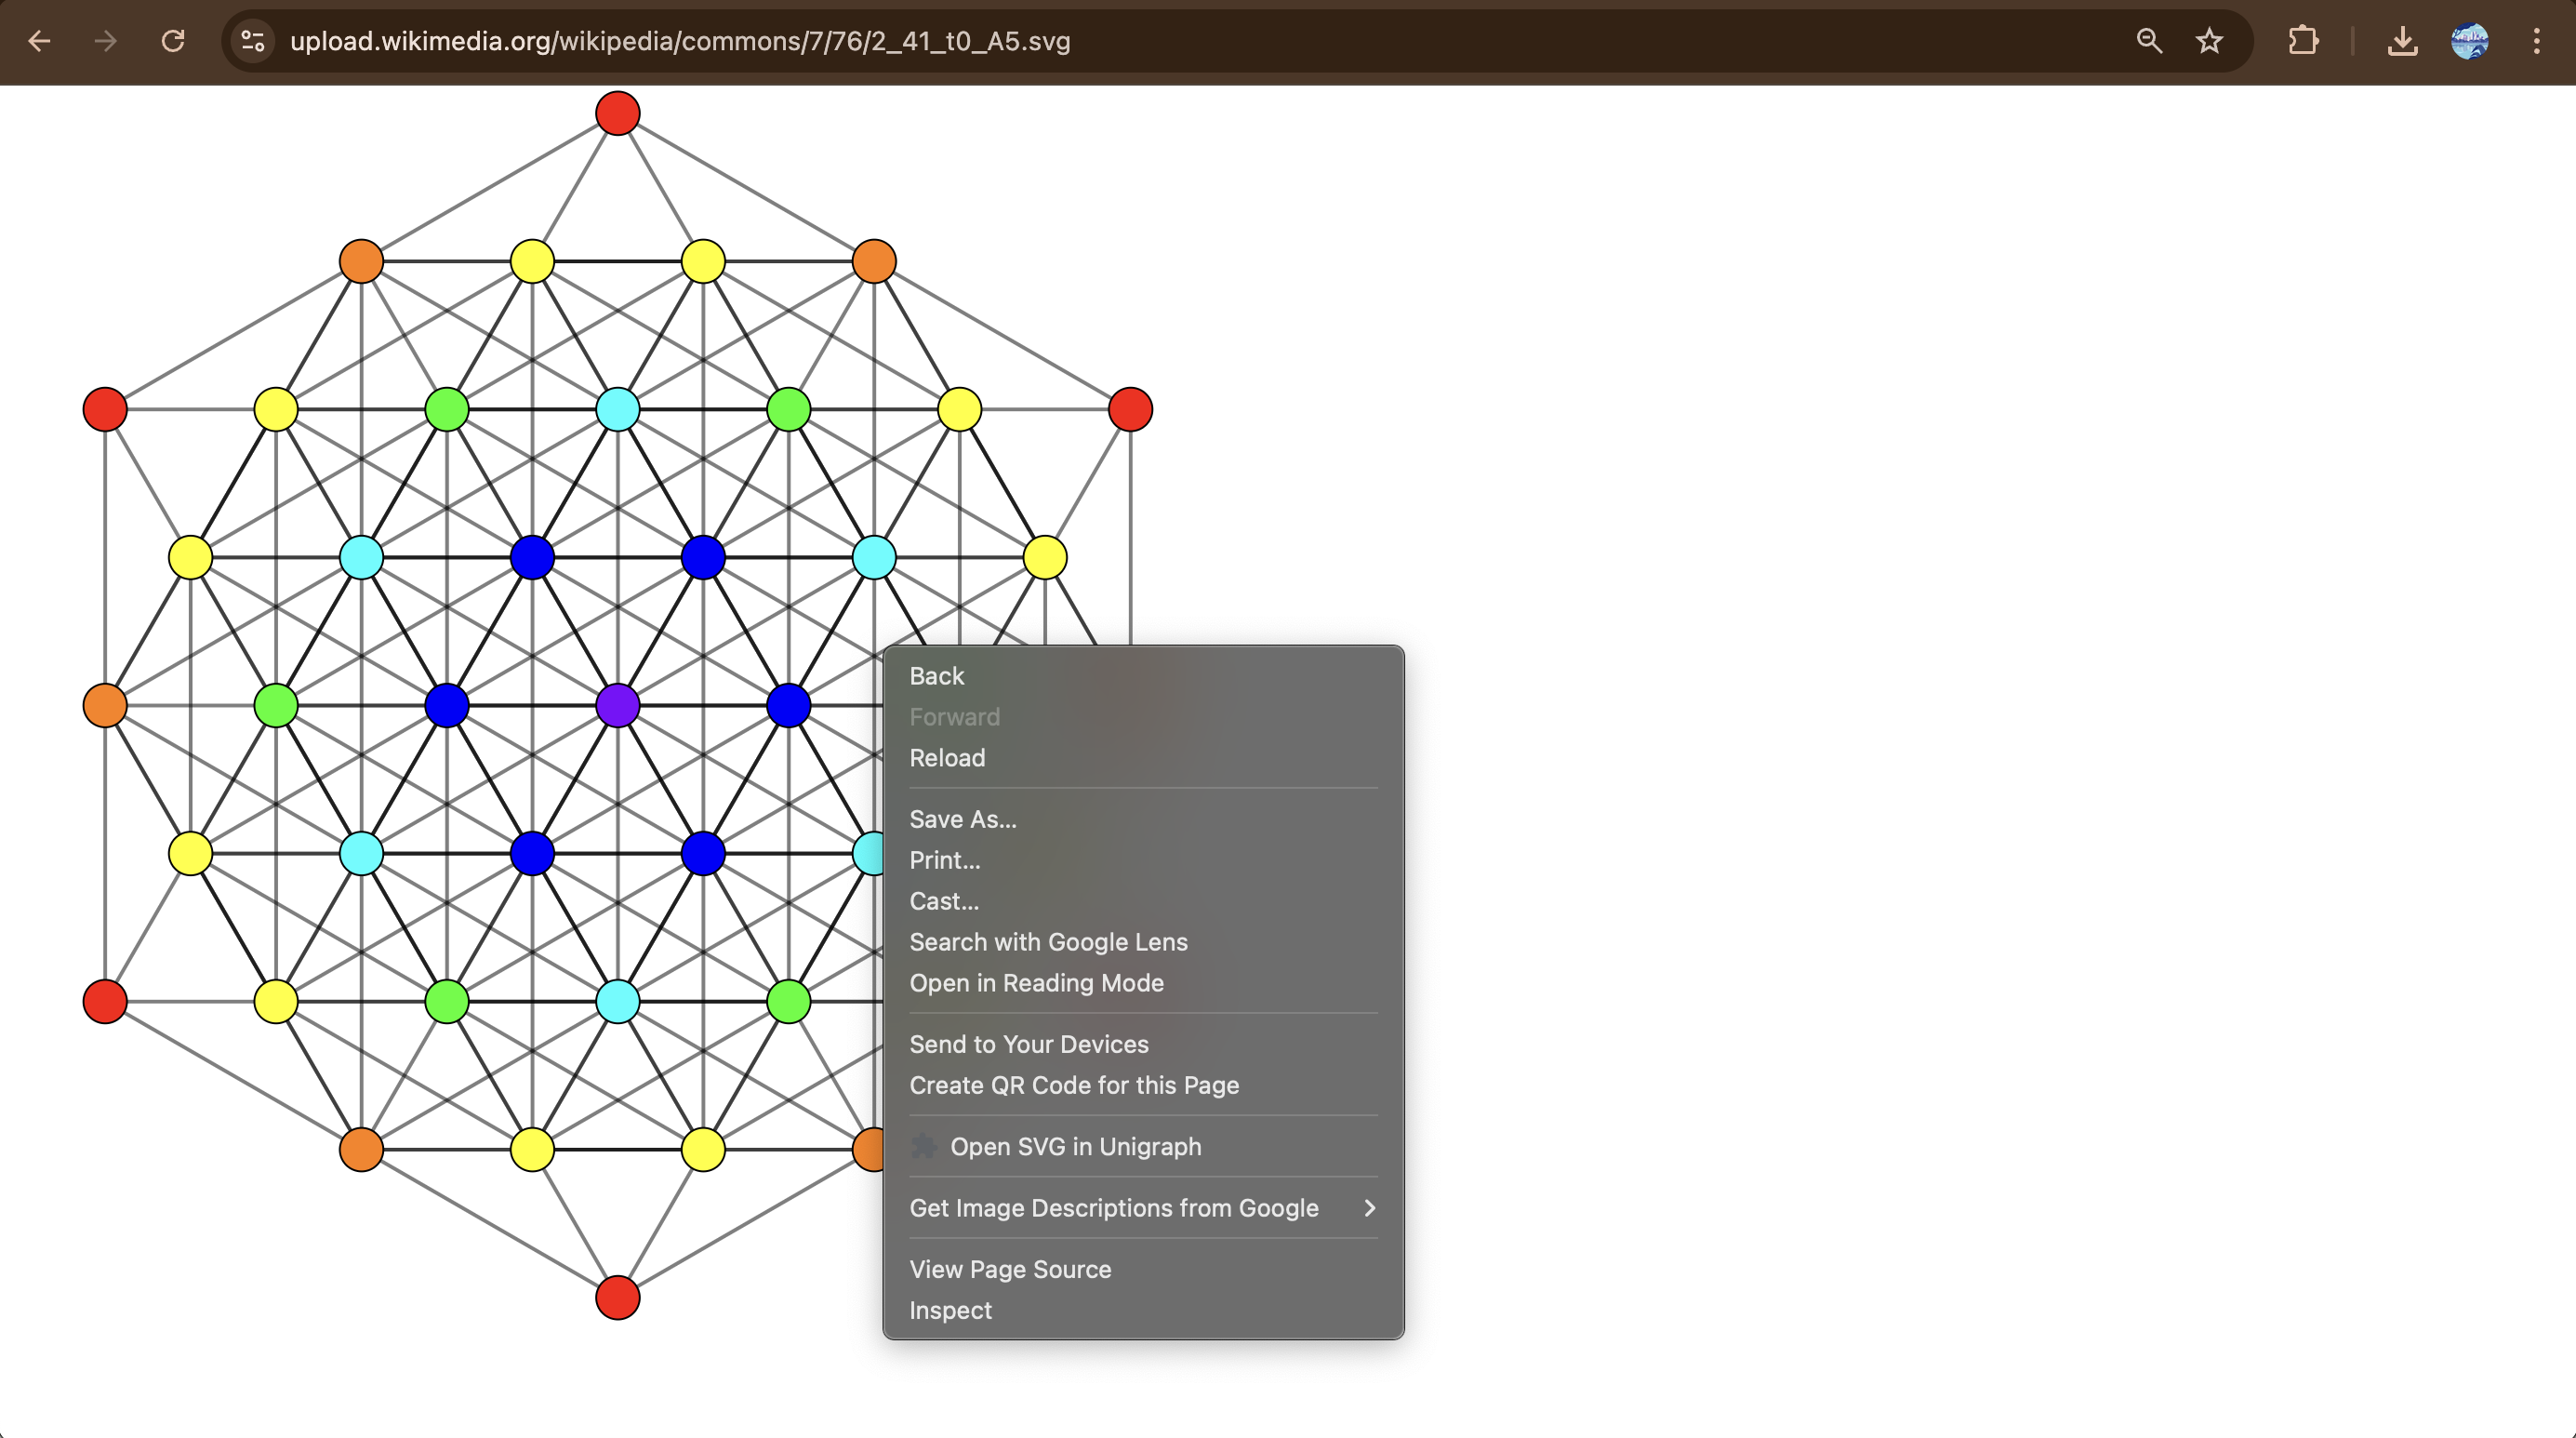 upload.wikimedia.org/wikipedia/commons/7/76/2_41_t0_A5.svg
Back
Forward
Reload
Save As...
Print...
Cast...
Search with Google Lens
Open in Reading Mode
Send to Your Devices
Create QR Code for this Page
Open SVG in Unigraph
Get Image Descriptions from Google
View Page Source
Inspect